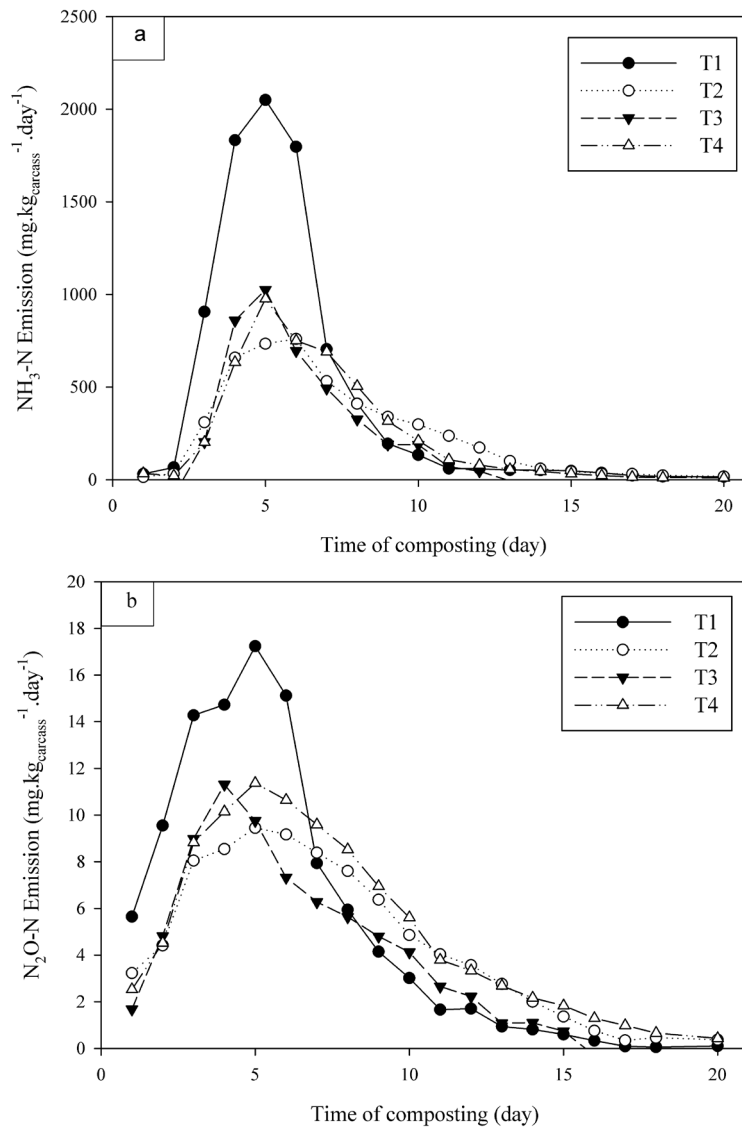 a
2500
2000
1500
1000
500
0
NH3-N Emission (mg.kgcarcass-1.day-1)
T1
T2
T3
T4
0 5 10 15 20
Time of composting (day)
b
20
18
16
14
12
10
8
6
4
2
0
N2O-N Emission (mg.kgcarcass-1.day-1)
T1
T2
T3
T4
0 5 10 15 20
Time of composting (day)